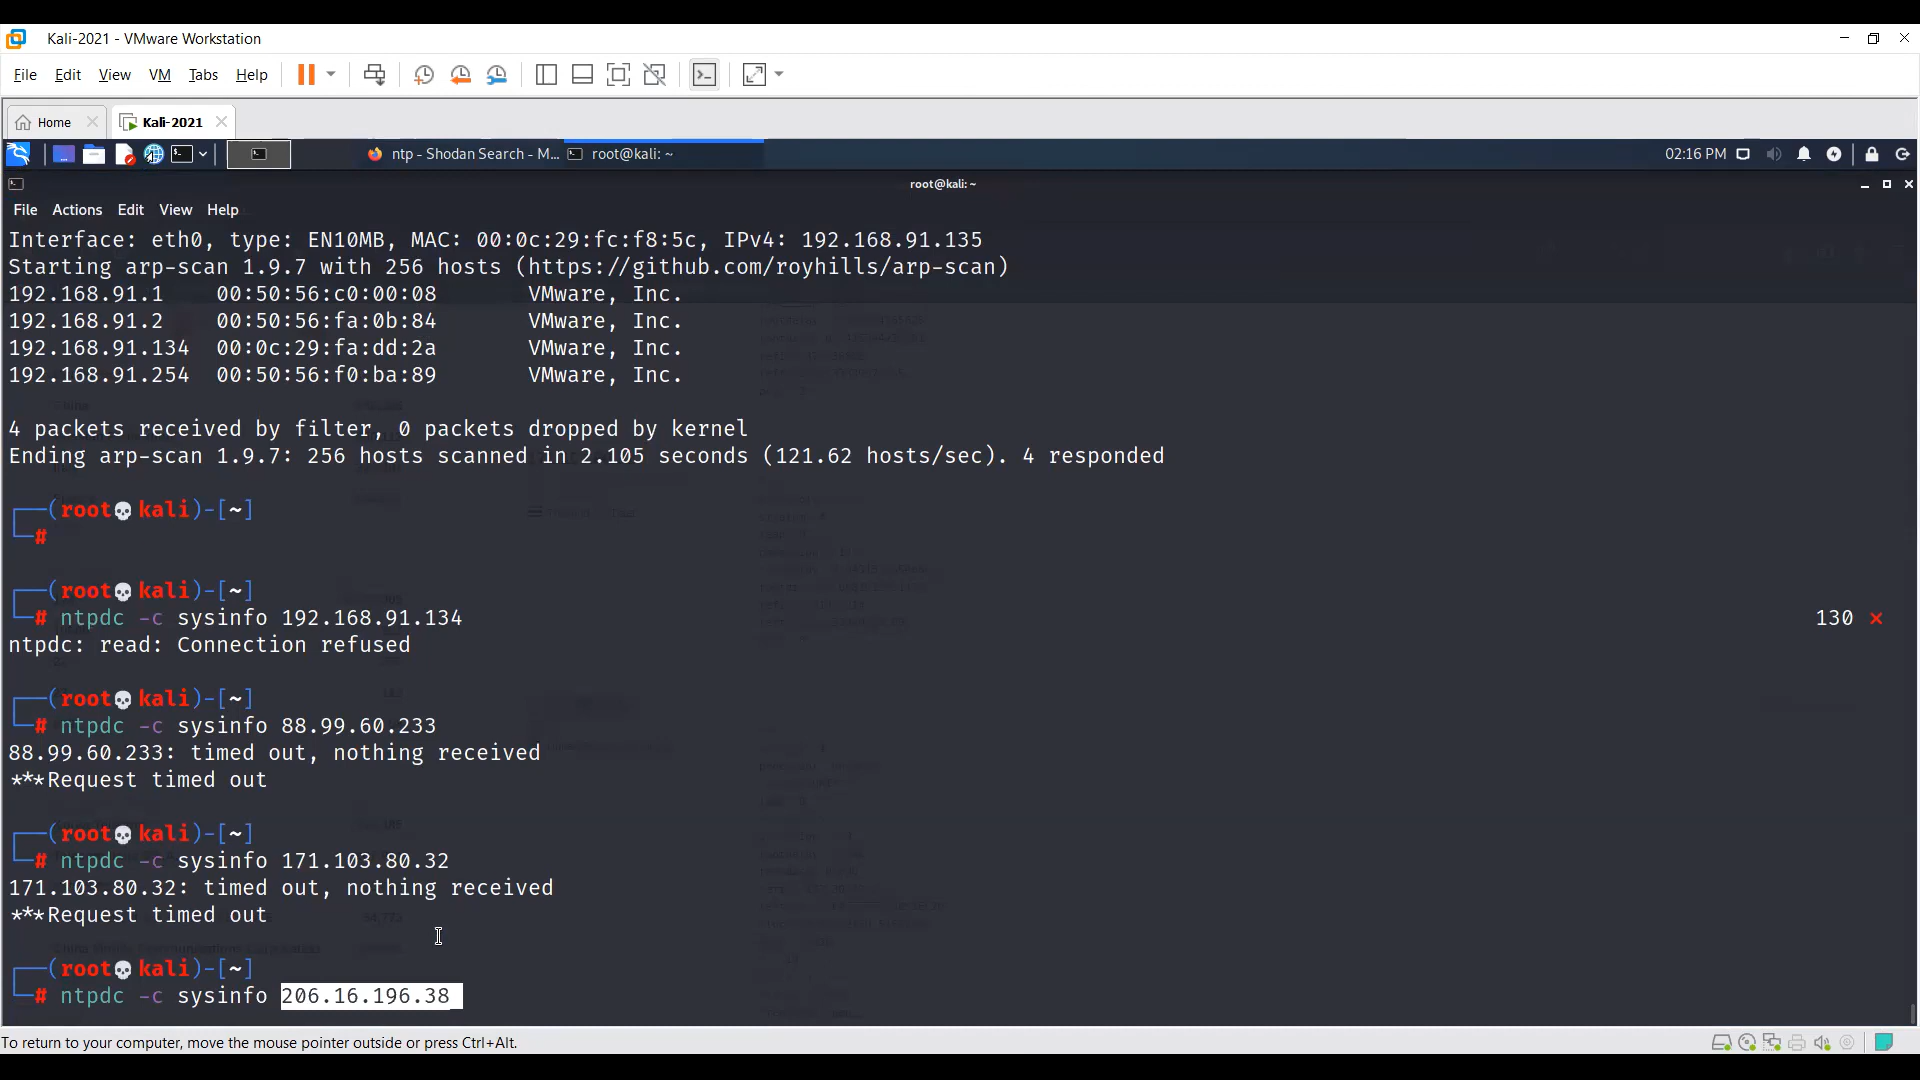 Kali-2021 - VMware Workstation
File Edit View VM Tabs Help
Home Kali-2021
ntp - Shodan Search - M... root@kali: ~ 02:16 PM
root@kali: ~
File Actions Edit View Help
Interface: eth0, type: EN10MB, MAC: 00:0c:29:fc:f8:5c, IPv4: 192.168.91.135
Starting arp-scan 1.9.7 with 256 hosts (https://github.com/royhills/arp-scan)
192.168.91.1 00:50:56:c0:00:08 VMware, Inc.
192.168.91.2 00:50:56:fa:0b:84 VMware, Inc.
192.168.91.134 00:0c:29:fa:dd:2a VMware, Inc.
192.168.91.254 00:50:56:f0:ba:89 VMware, Inc.
4 packets received by filter, 0 packets dropped by kernel
Ending arp-scan 1.9.7: 256 hosts scanned in 2.105 seconds (121.62 hosts/sec). 4 responded
┌──(root💀kali)-[~]
└─#
┌──(root💀kali)-[~]
└─# ntpdc -c sysinfo 192.168.91.134 130 ⨯
ntpdc: read: Connection refused
┌──(root💀kali)-[~]
└─# ntpdc -c sysinfo 88.99.60.233
88.99.60.233: timed out, nothing received
***Request timed out
┌──(root💀kali)-[~]
└─# ntpdc -c sysinfo 171.103.80.32
171.103.80.32: timed out, nothing received
***Request timed out
┌──(root💀kali)-[~]
└─# ntpdc -c sysinfo 206.16.196.38
To return to your computer, move the mouse pointer outside or press Ctrl+Alt.